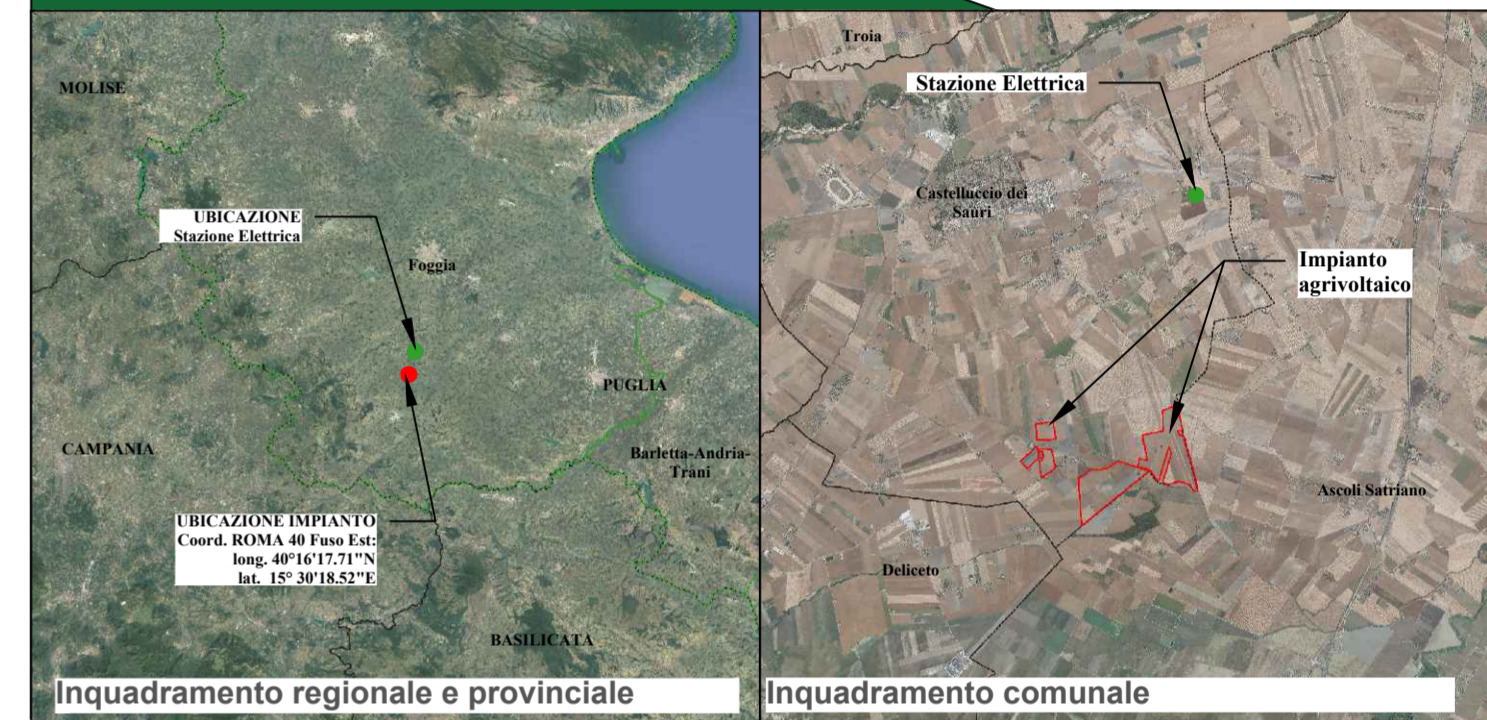 MOLISE
UBICAZIONE
Stazione Elettrica
Foggia
PUGLIA
CAMPANIA
Barletta-Andria-
Trani
UBICAZIONE IMPIANTO
Coord. ROMA 40 Fuso Est:
long. 40°16'17.71"N
lat. 15° 30'18.52"E
BASILICATA
Inquadramento regionale e provinciale
Troia
Stazione Elettrica
Castelluccio dei
Sauri
Impianto
agrivoltaico
Ascoli Satriano
Deliceto
Inquadramento comunale